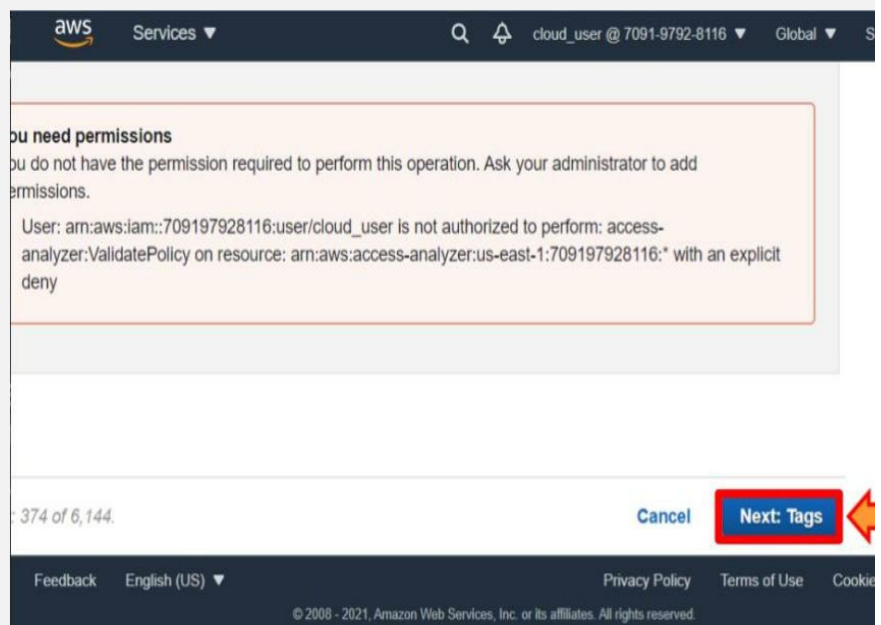 aws Services ▼ cloud_user @ 7091-9792-8116 ▼ Global ▼ S
ou need permissions
ou do not have the permission required to perform this operation. Ask your administrator to add
ermissions.
User: arn:aws:iam::709197928116:user/cloud_user is not authorized to perform: access-
analyzer:ValidatePolicy on resource: arn:aws:access-analyzer:us-east-1:709197928116:* with an explicit
deny
: 374 of 6,144.
Cancel Next: Tags
Feedback English (US) ▼ Privacy Policy Terms of Use Cookie
© 2008 - 2021, Amazon Web Services, Inc. or its affiliates. All rights reserved.